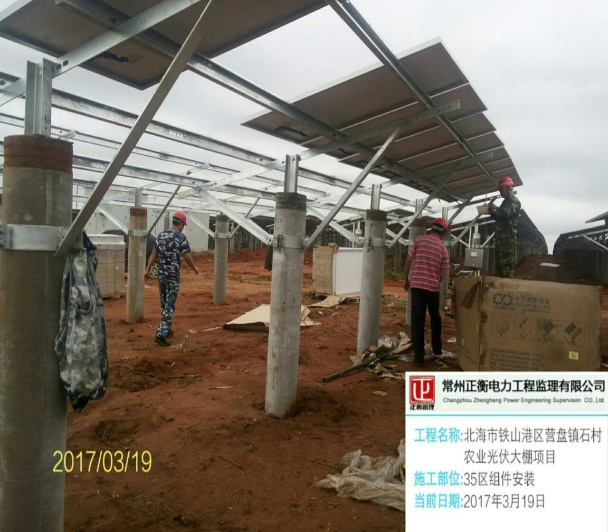 2017/03/19
正衡监理
常州正衡电力工程监理有限公司
Changzhou Zhengheng Power Engineering Supervision CO.,Ltd.
工程名称:北海市铁山港区营盘镇石村
农业光伏大棚项目
施工部位:35区组件安装
当前日期:2017年3月19日